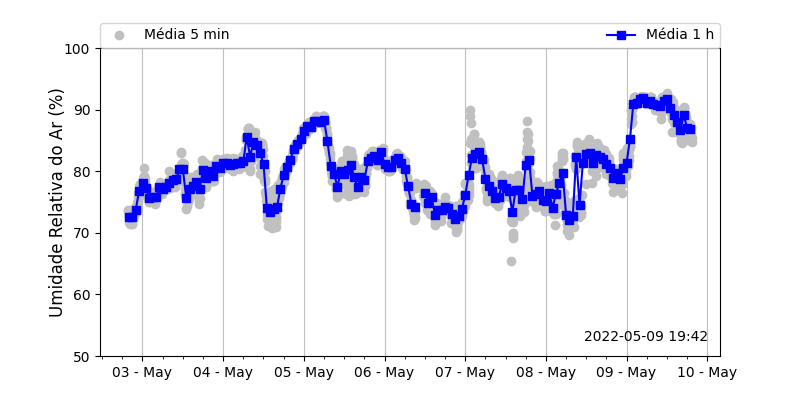 Média 5 min
Média 1 h
Umidade Relativa do Ar (%)
100
90
80
70
60
50
2022-05-09 19:42
03 - May
04 - May
05 - May
06 - May
07 - May
08 - May
09 - May
10 - May